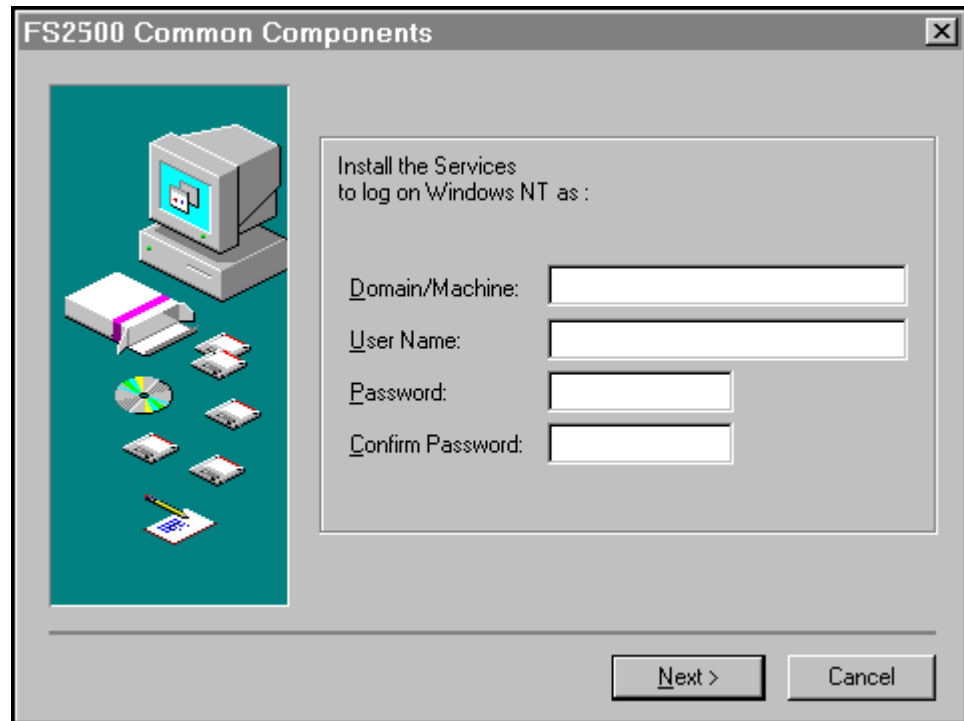 FS2500 Common Components
Install the Services
to log on Windows NT as :
Domain/Machine:
User Name:
Password:
Confirm Password:
Next >
Cancel